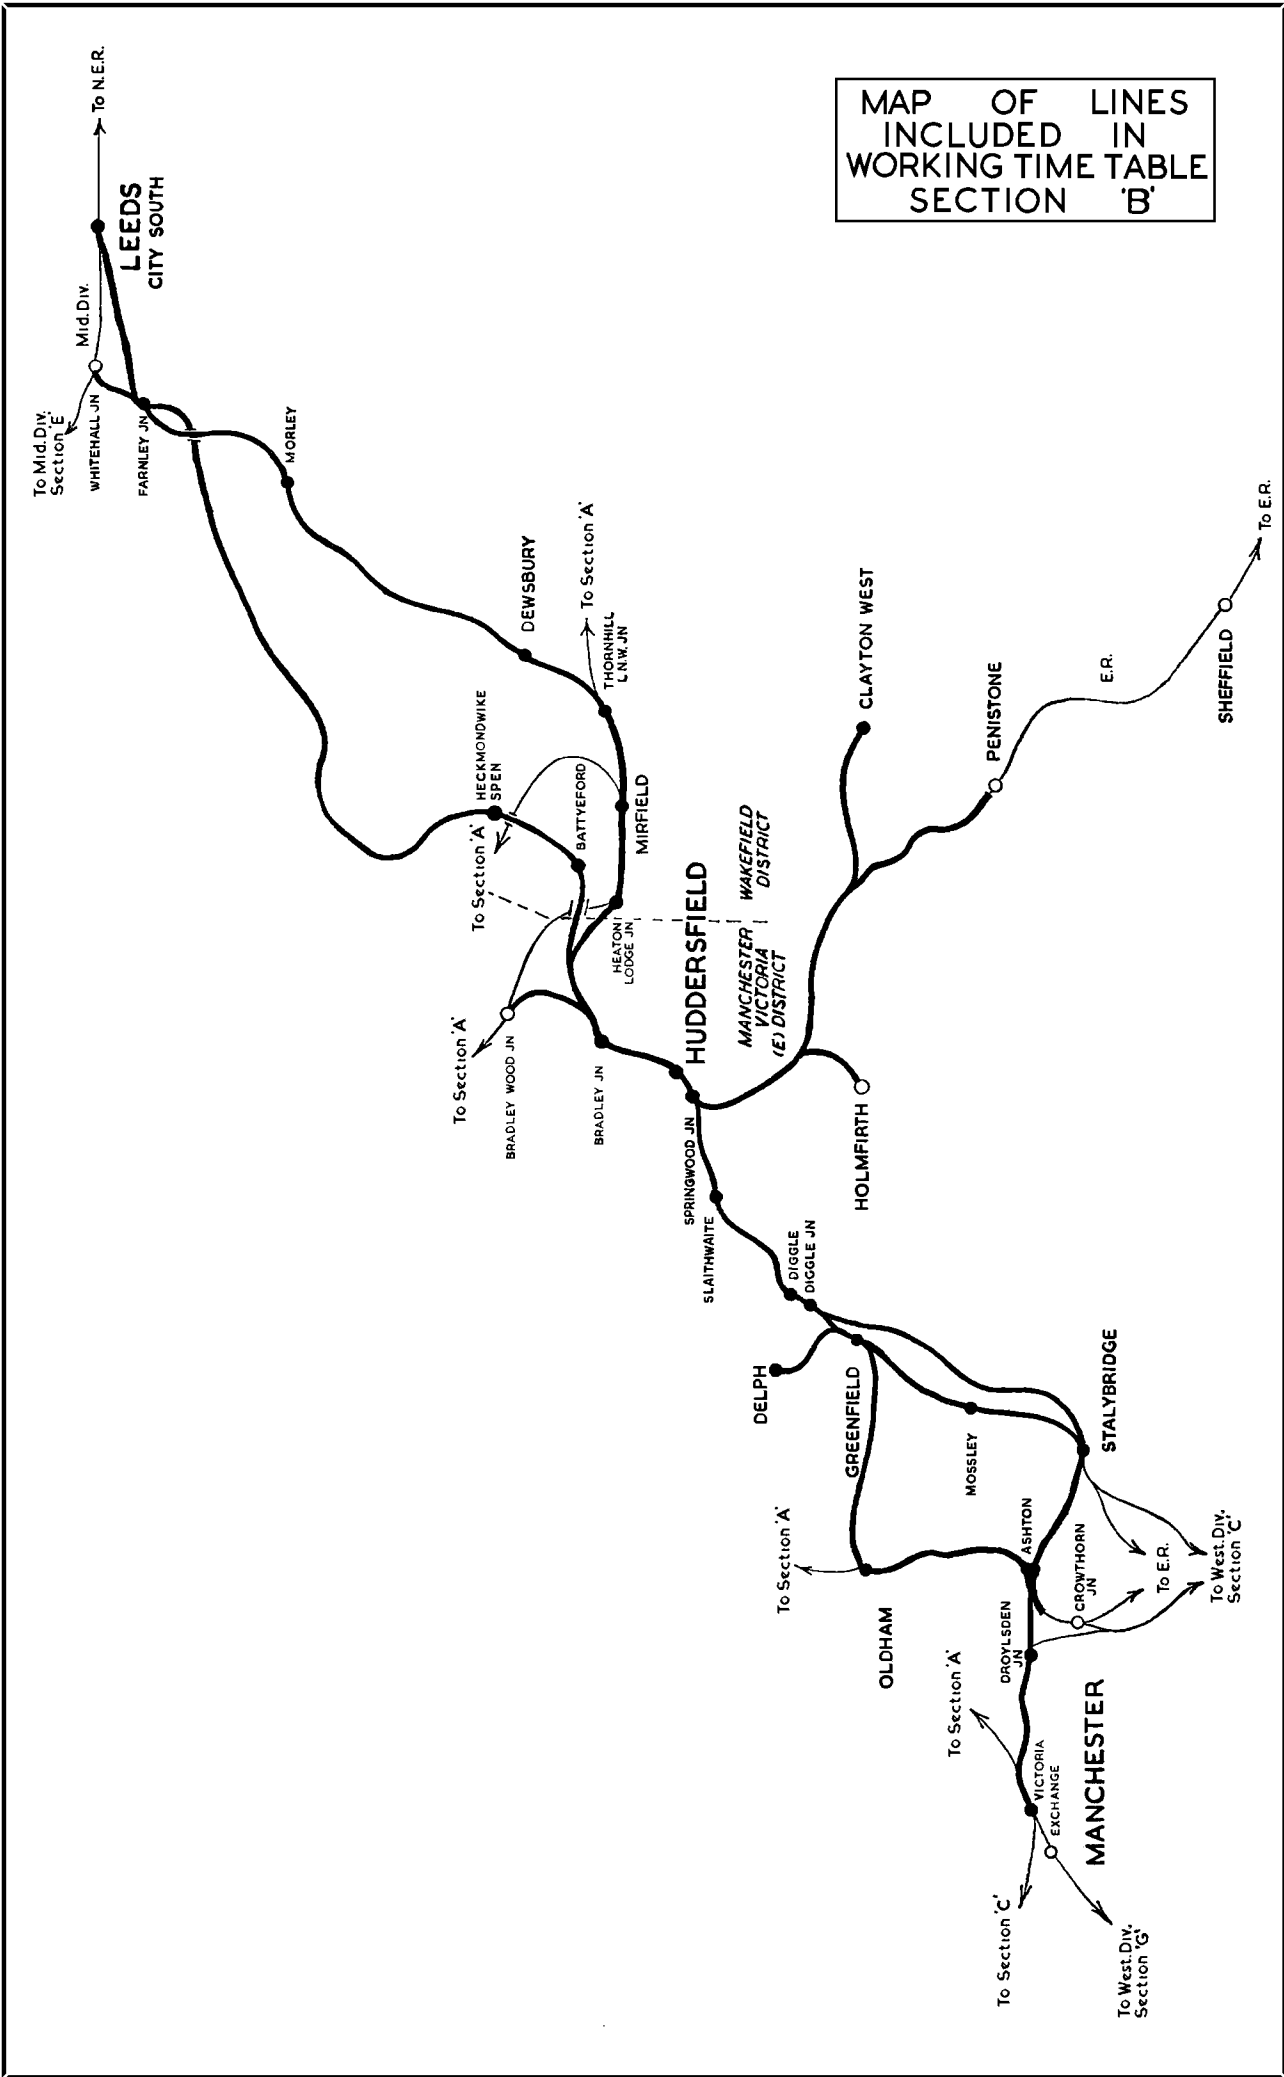 MAP OF LINES
INCLUDED IN
WORKING TIME TABLE
SECTION 'B'
To N.E.R.
LEEDS
CITY SOUTH
Mid. Div.
To Mid. Div.
Section 'E'
WHITEHALL JN
FARNLEY JN
MORLEY
DEWSBURY
To Section 'A'
THORNHILL
L.N.W. JN
HECKMONDWIKE
SPEN
BATTYEFORD
MIRFIELD
To Section 'A'
HEATON
LODGE JN
WAKEFIELD
DISTRICT
MANCHESTER
VICTORIA
(E) DISTRICT
HUDDERSFIELD
To Section 'A'
BRADLEY WOOD JN
BRADLEY JN
CLAYTON WEST
PENISTONE
E.R.
SHEFFIELD
To E.R.
HOLMFIRTH
SPRINGWOOD JN
SLAITHWAITE
DIGGLE
DIGGLE JN
DELPH
GREENFIELD
MOSSLEY
STALYBRIDGE
To Section 'A'
OLDHAM
ASHTON
CROWTHORN
JN
To E.R.
To West. Div.
Section 'C'
DROYLSDEN
JN
To Section 'A'
VICTORIA
EXCHANGE
MANCHESTER
To Section 'C'
To West. Div.
Section 'G'